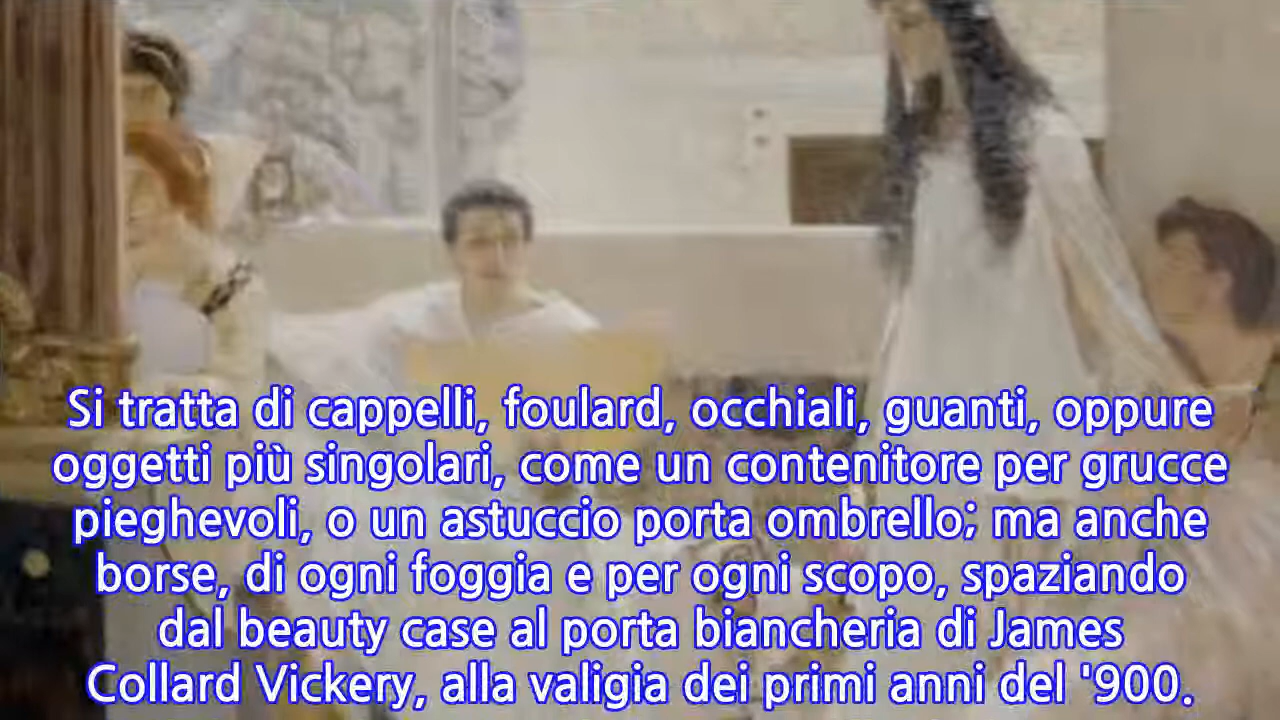 Si tratta di cappelli, foulard, occhiali, guanti, oppure
oggetti più singolari, come un contenitore per grucce
pieghevoli, o un astuccio porta ombrello; ma anche
borse, di ogni foggia e per ogni scopo, spaziando
dal beauty case al porta biancheria di James
Collard Vickery, alla valigia dei primi anni del '900.